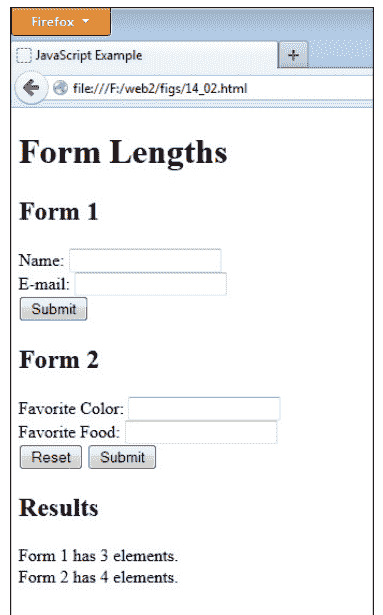 Firefox
JavaScript Example
file:///F:/web2/figs/14_02.html
Form Lengths
Form 1
Name:
E-mail:
Submit
Form 2
Favorite Color:
Favorite Food:
Reset Submit
Results
Form 1 has 3 elements.
Form 2 has 4 elements.